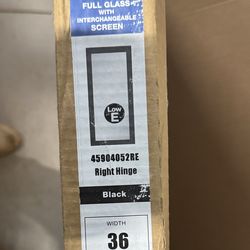 FULL GLASS
WITH
INTERCHANGEABLE
SCREEN
Low
E
45904052RE
Right Hinge
Black
WIDTH
36